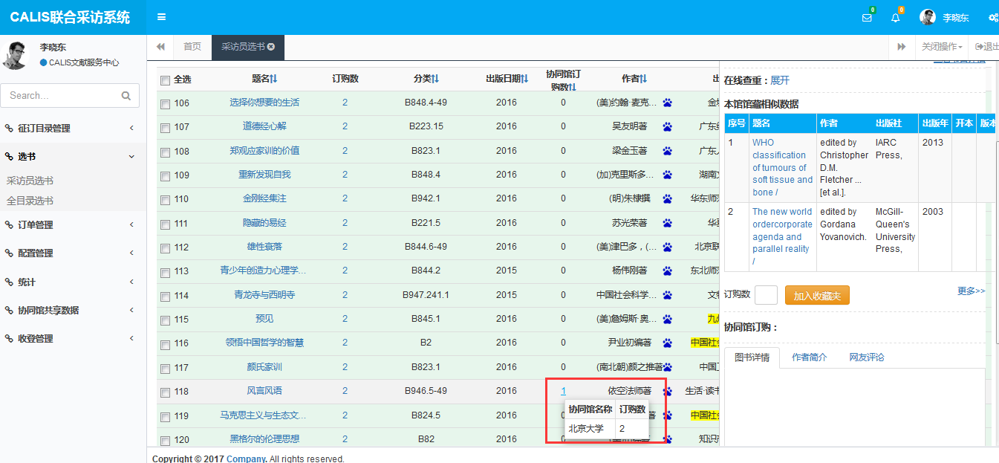 CALIS联合采访系统
0
0
李晓东
李晓东
CALIS文献服务中心
首页
采访员选书
关闭操作
退出
Search...
征订目录管理
选书
采访员选书
全目录选书
订单管理
配置管理
统计
协同馆共享数据
收登管理
全选 题名 订购数 分类 出版日期 协同馆订购数 作者 出
106 选择你想要的生活 2 B848.4-49 2016 0 (美)约翰·麦克...
107 道德经心解 2 B223.15 2016 0 吴友明著 广东
108 郑观应家训的价值 2 B823.1 2016 0 梁金玉著 广东
109 重新发现自我 2 B848.4 2016 0 (加)克里斯多... 湖南
110 金刚经集注 2 B942.1 2016 0 (明)朱棣撰 华东师
111 隐藏的易经 2 B221.5 2016 0 苏光荣著 华
112 雄性衰落 2 B844.6-49 2016 0 (美)津巴多，(... 北京联
113 青少年创造力心理学... 2 B844.2 2015 0 杨伟刚著 东北师
114 青龙寺与西明寺 2 B947.241.1 2015 0 中国社会科学... 文
115 预见 2 B845.1 2016 0 (美)詹姆斯·奥... 九
116 领悟中国哲学的智慧 2 B2 2016 0 尹业初编著 中国社会
117 颜氏家训 2 B823.1 2016 0 (南北朝)颜之推著 中国
118 风言风语 2 B946.5-49 2016 1 依空法师著 生活·读书
119 马克思主义与生态文... 2 B824.5 2016 著 中国社会
120 黑格尔的伦理思想 2 B82 2016 知识
协同馆名称 订购数
北京大学 2
在线查重：展开
本馆馆藏相似数据
序号 题名 作者 出版社 出版年 开本 版本
1 WHO classification of tumours of soft tissue and bone / edited by Christopher D.M. Fletcher ... [et al.]. IARC Press, 2013
2 The new world ordercorporate agenda and parallel reality / edited by Gordana Yovanovich. McGill-Queen's University Press, 2003
订购数
加入收藏夹
更多>>
协同馆订购：
图书详情 作者简介 网友评论
Copyright © 2017 Company. All rights reserved.